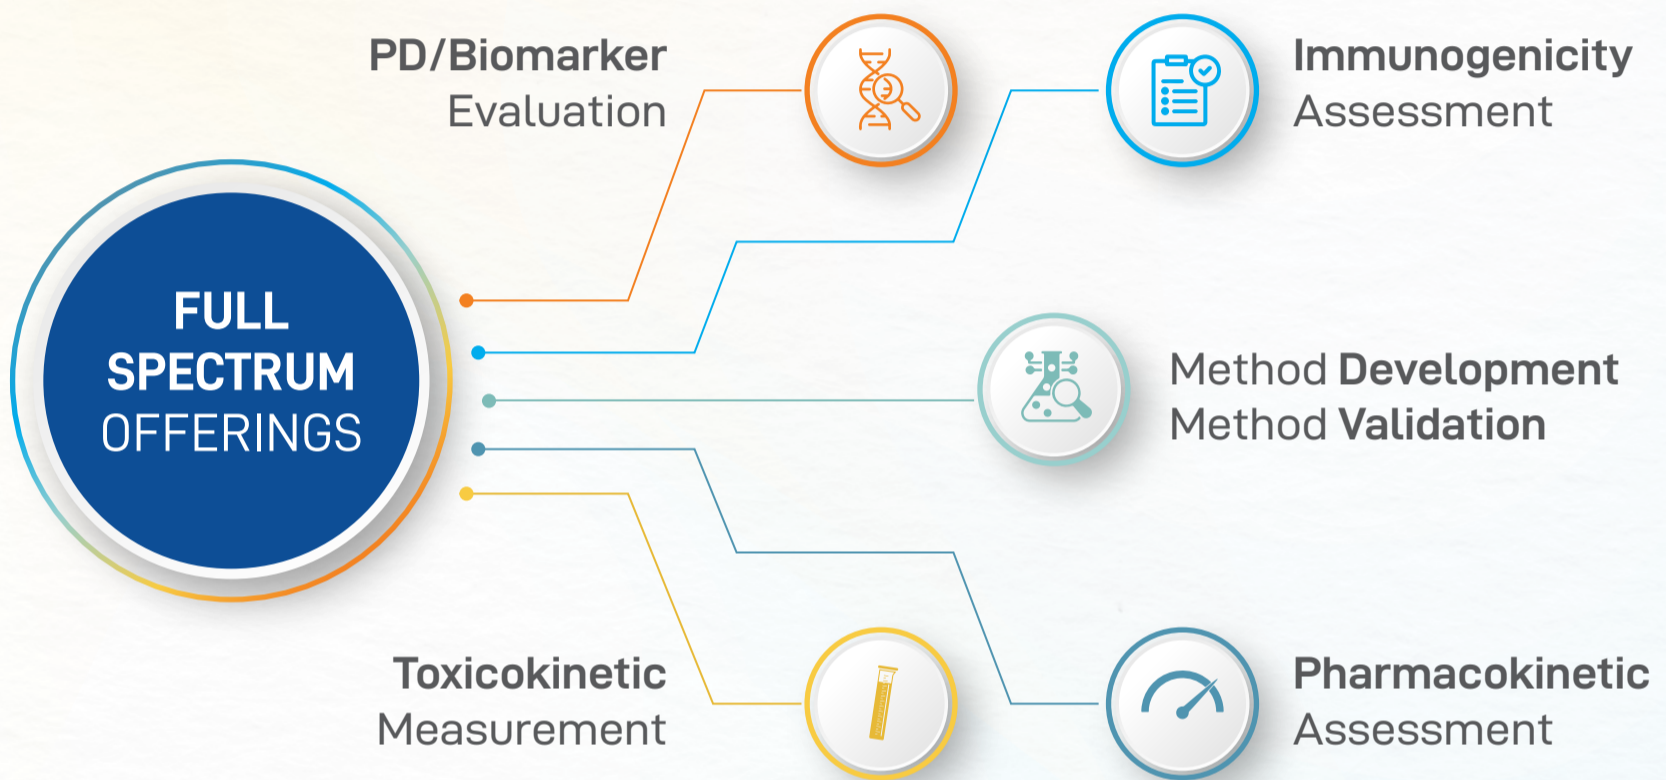 PD/Biomarker
Evaluation
Immunogenicity
Assessment
FULL
SPECTRUM
OFFERINGS
Method Development
Method Validation
Toxicokinetic
Measurement
Pharmacokinetic
Assessment